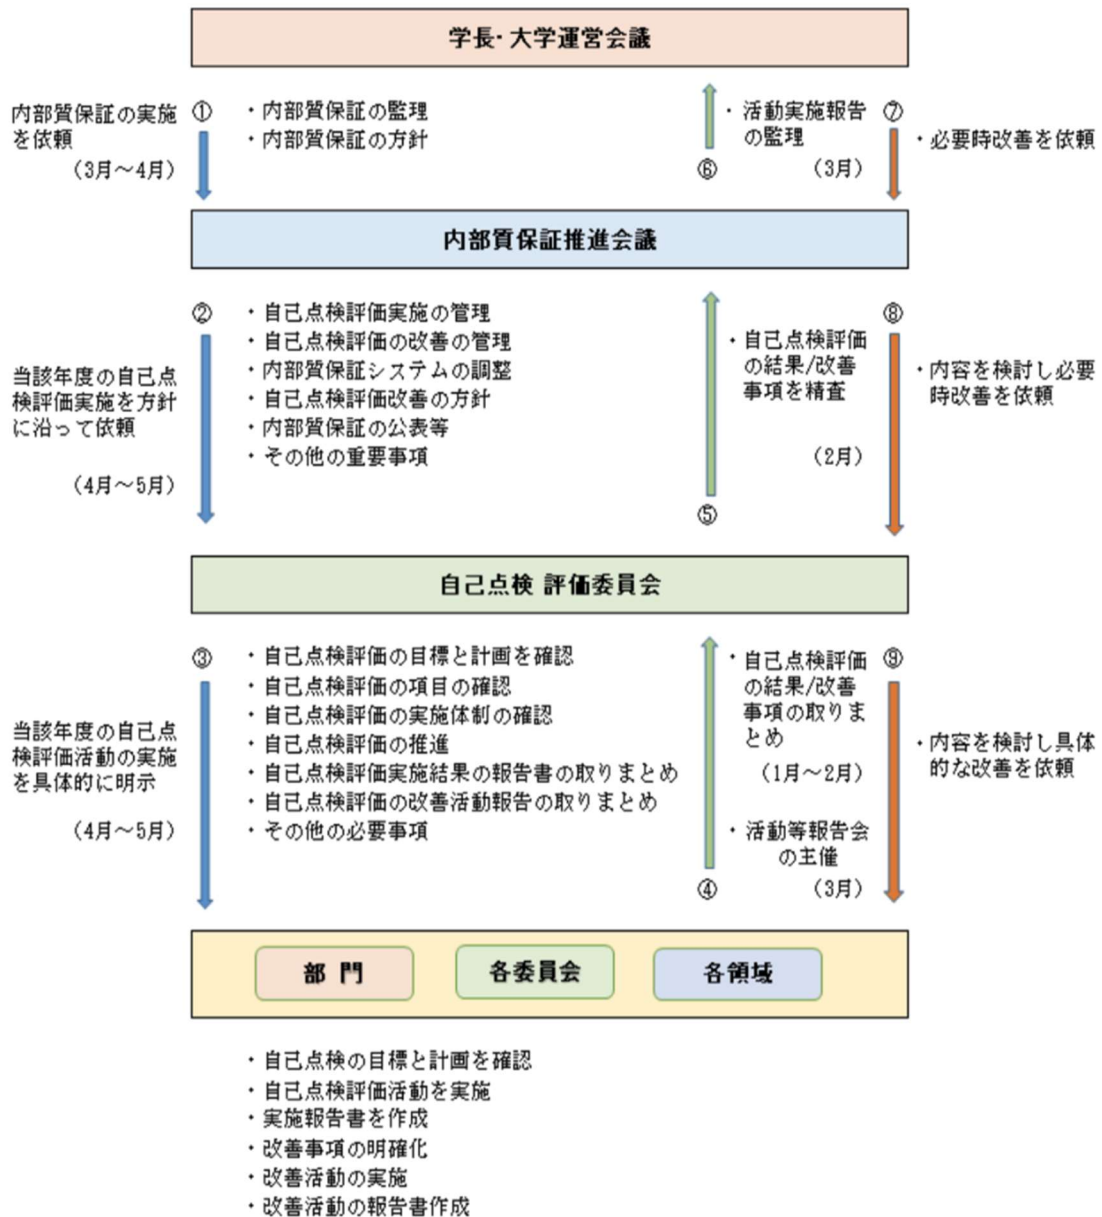 学長・大学運営会議
内部質保証の実施
を依頼
（3月～4月）
①
・内部質保証の監理
・内部質保証の方針
⑥
・活動実施報告
の監理
（3月）
⑦
・必要時改善を依頼
内部質保証推進会議
②
当該年度の自己点
検評価実施を方針
に沿って依頼
（4月～5月）
・自己点検評価実施の管理
・自己点検評価の改善の管理
・内部質保証システムの調整
・自己点検評価改善の方針
・内部質保証の公表等
・その他の重要事項
⑤
・自己点検評価
の結果/改善
事項を精査
（2月）
⑧
・内容を検討し必要
時改善を依頼
自己点検 評価委員会
③
当該年度の自己点
検評価活動の実施
を具体的に明示
（4月～5月）
・自己点検評価の目標と計画を確認
・自己点検評価の項目の確認
・自己点検評価の実施体制の確認
・自己点検評価の推進
・自己点検評価実施結果の報告書の取りまとめ
・自己点検評価の改善活動報告の取りまとめ
・その他の必要事項
④
・自己点検評価
の結果/改善
事項の取りま
とめ
（1月～2月）
・活動等報告会
の主催
（3月）
⑨
・内容を検討し具体
的な改善を依頼
部 門
各委員会
各領域
・自己点検の目標と計画を確認
・自己点検評価活動を実施
・実施報告書を作成
・改善事項の明確化
・改善活動の実施
・改善活動の報告書作成